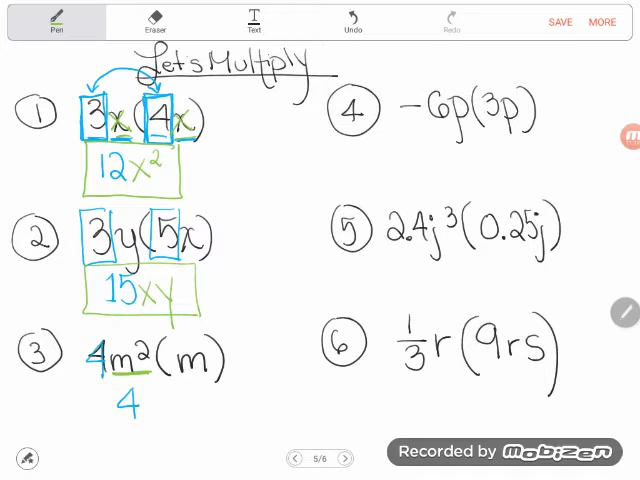 Pen Eraser Text Undo Redo SAVE MORE
Let's Multiply
① 3x(4x)
12x²
② 3y(5x)
15xy
③ 4m²(m)
4
④ -6p(3p)
⑤ 2.4j³(0.25j)
⑥ 1/3 r(9rs)
5/6
Recorded by mobizen